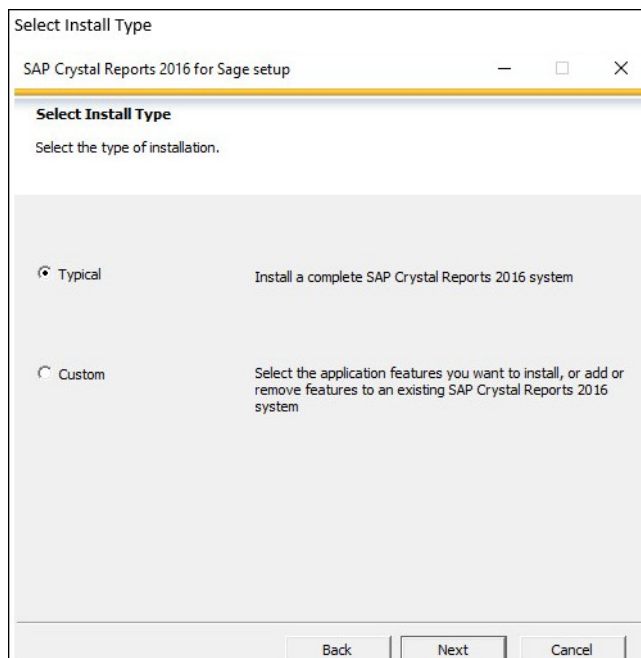 Select Install Type
SAP Crystal Reports 2016 for Sage setup
Select Install Type
Select the type of installation.
Typical
Install a complete SAP Crystal Reports 2016 system
Custom
Select the application features you want to install, or add or
remove features to an existing SAP Crystal Reports 2016
system
Back
Next
Cancel